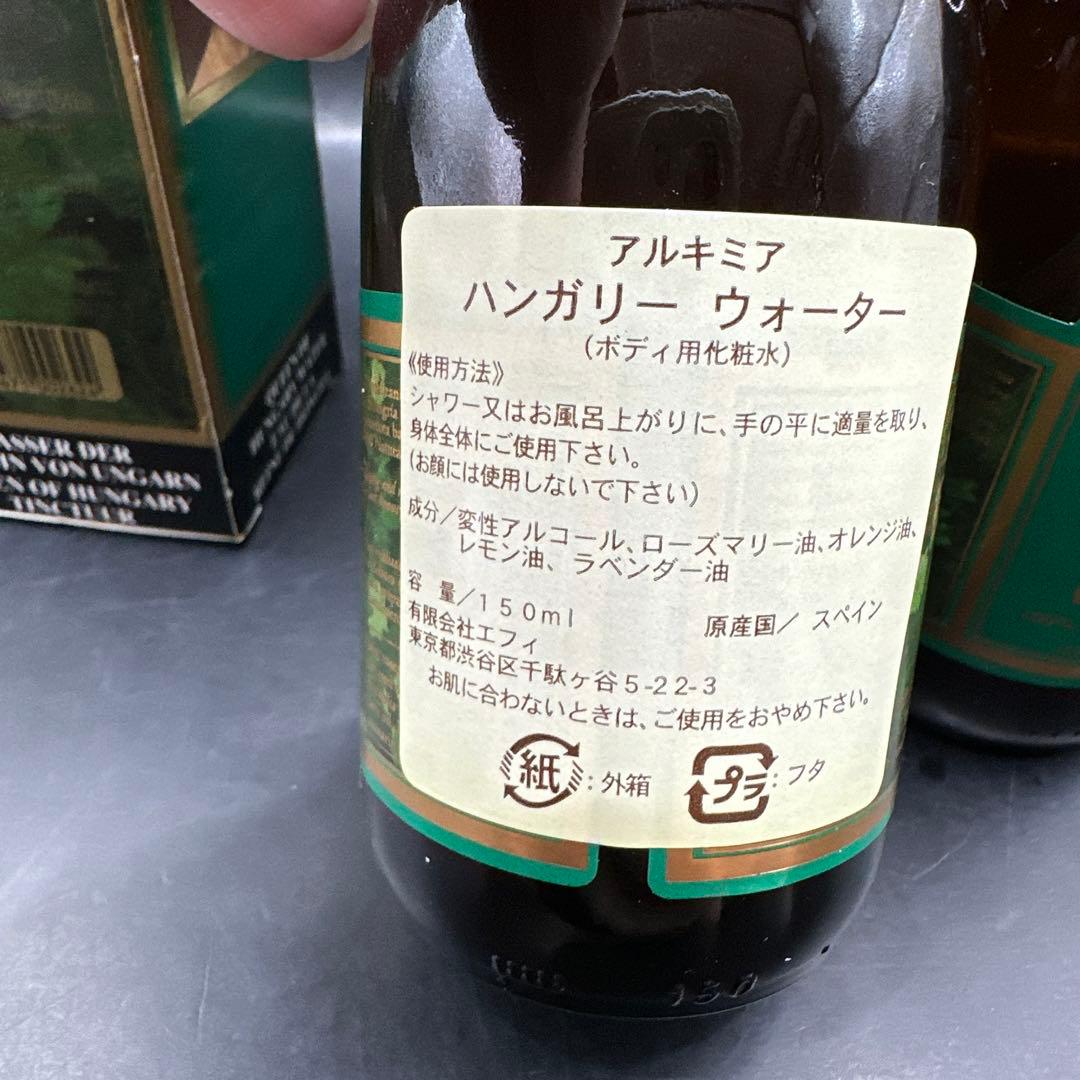 アルキミア
ハンガリー ウォーター
(ボディ用化粧水)
《使用方法》
シャワー又はお風呂上がりに、手の平に適量を取り、
身体全体にご使用下さい。
(お顔には使用しないで下さい)
成分／変性アルコール、ローズマリー油、オレンジ油、
レモン油、ラベンダー油
容 量／150ml
原産国／ スペイン
有限会社エフィ
東京都渋谷区千駄ヶ谷5-22-3
お肌に合わないときは、ご使用をおやめ下さい。
紙:外箱
プラ:フタ
150
ASSER DER
IN VON UNGARN
EN OF HUNGARY
TINCTUUR